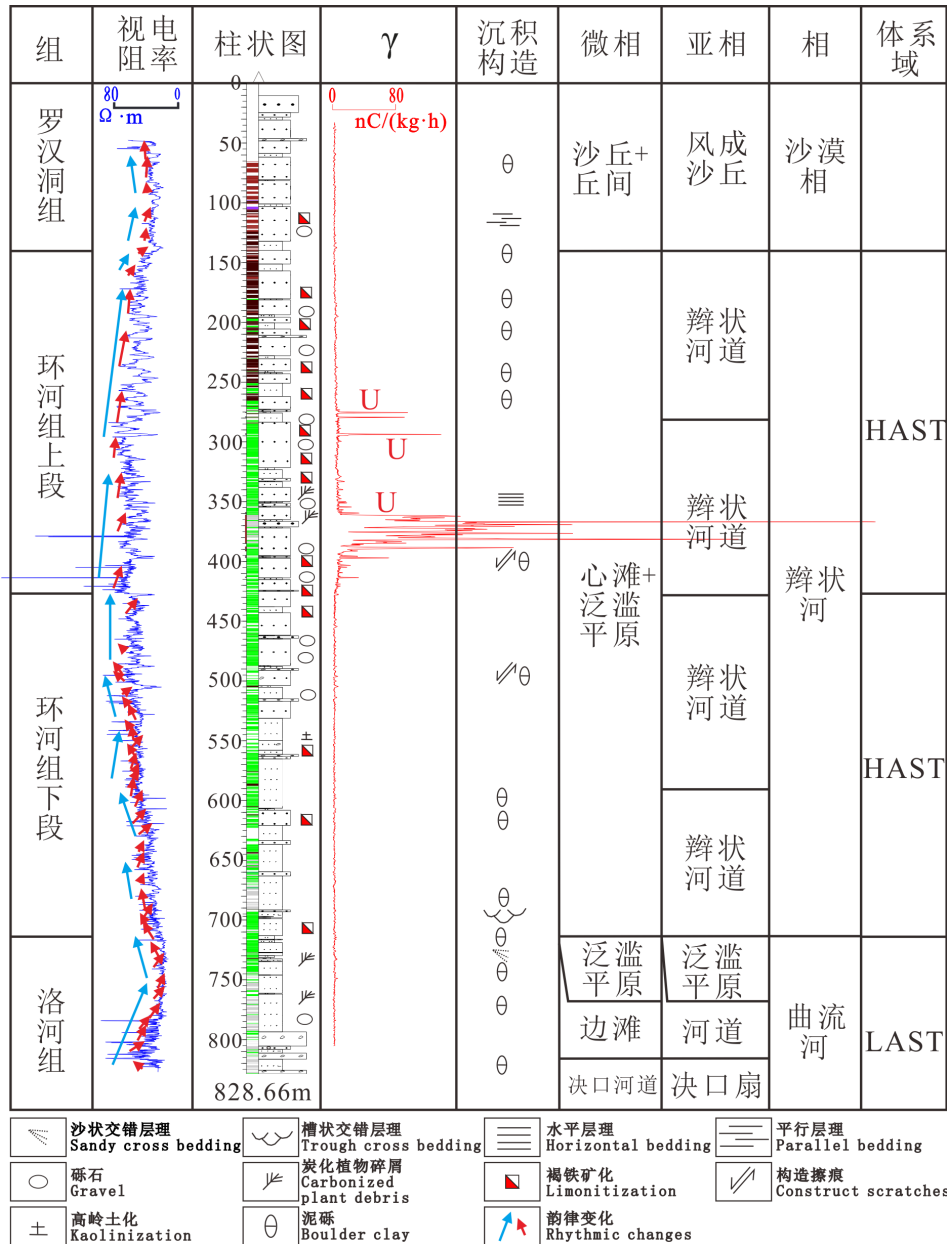 组
视电
阻率
柱状图
γ
沉积
构造
微相
亚相
相
体系
域
罗汉洞组
环河组上段
环河组下段
洛河组
80 0
Ω·m
0
50
100
150
200
250
300
350
400
450
500
550
600
650
700
750
800
828.66m
0 80
nC/(kg·h)
U
U
U
沙丘+
丘间
心滩+
泛滥
平原
泛滥
平原
边滩
决口河道
风成
沙丘
辫状
河道
辫状
河道
辫状
河道
辫状
河道
泛滥
平原
河道
决口扇
沙漠
相
辫状
河
曲流
河
HAST
HAST
LAST
沙状交错层理
Sandy cross bedding
槽状交错层理
Trough cross bedding
水平层理
Horizontal bedding
平行层理
Parallel bedding
砾石
Gravel
炭化植物碎屑
Carbonized
plant debris
褐铁矿化
Limonitization
构造擦痕
Construct scratches
高岭土化
Kaolinization
泥砾
Boulder clay
韵律变化
Rhythmic changes